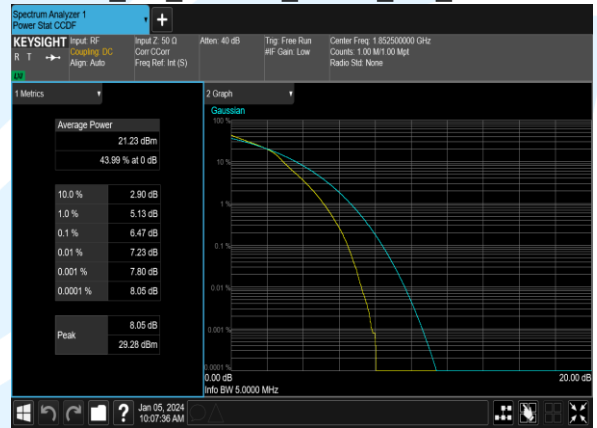 Spectrum Analyzer 1
Power Stat CCDF
+
KEYSIGHT
R T
LU
Input: RF
Coupling: DC
Align: Auto
Input Z: 50 Ω
Corr CCorr
Freq Ref: Int (S)
Atten: 40 dB
Trig: Free Run
#IF Gain: Low
Center Freq: 1.852500000 GHz
Counts: 1.00 M/1.00 Mpt
Radio Std: None
1 Metrics
Average Power
21.23 dBm
43.99 % at 0 dB
10.0 % 2.90 dB
1.0 % 5.13 dB
0.1 % 6.47 dB
0.01 % 7.23 dB
0.001 % 7.80 dB
0.0001 % 8.05 dB
Peak
8.05 dB
29.28 dBm
2 Graph
Gaussian
100 %
10 %
1 %
0.1 %
0.01 %
0.001 %
0.0001 %
0.00 dB 20.00 dB
Info BW 5.0000 MHz
?
Jan 05, 2024
10:07:36 AM